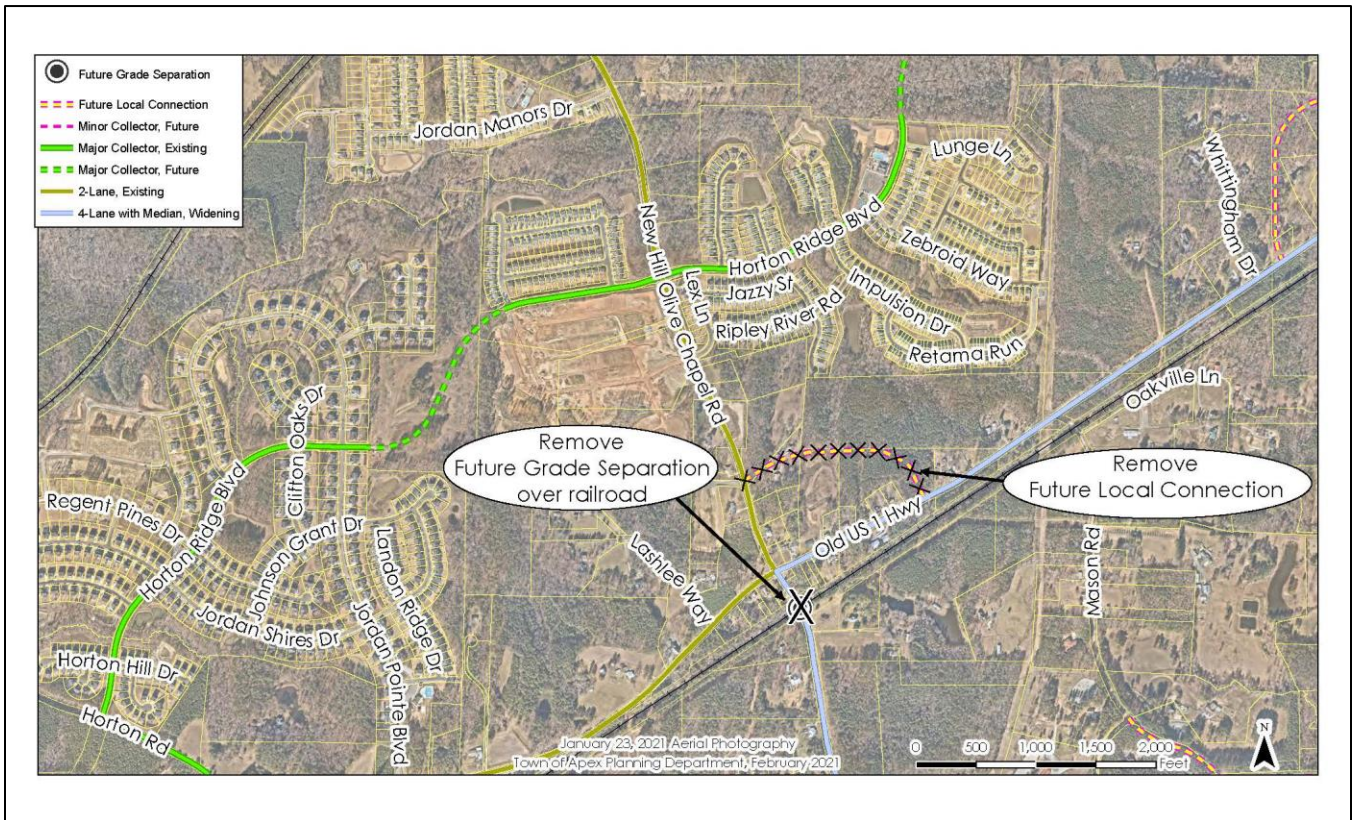 Future Grade Separation
Future Local Connection
Minor Collector, Future
Major Collector, Existing
Major Collector, Future
2-Lane, Existing
4-Lane with Median, Widening
Jordan Manors Dr
Lunge Ln
Whittingham Dr
New Hill Olive Chapel Rd
Horton Ridge Blvd
Zebroid Way
Lex Ln
Jazzy St
Impulsion Dr
Ripley River Rd
Retama Run
Oakville Ln
Clifton Oaks Dr
Remove
Future Grade Separation
over railroad
Remove
Future Local Connection
Regent Pines Dr
Horton Ridge Blvd
Johnson Grant Dr
Landon Ridge Dr
Old US 1 Hwy
Lashlee Way
Mason Rd
Jordan Shires Dr
Jordan Pointe Blvd
Horton Hill Dr
Horton Rd
January 23, 2021 Aerial Photography
Town of Apex Planning Department, February 2021
0 500 1,000 1,500 2,000
Feet
N